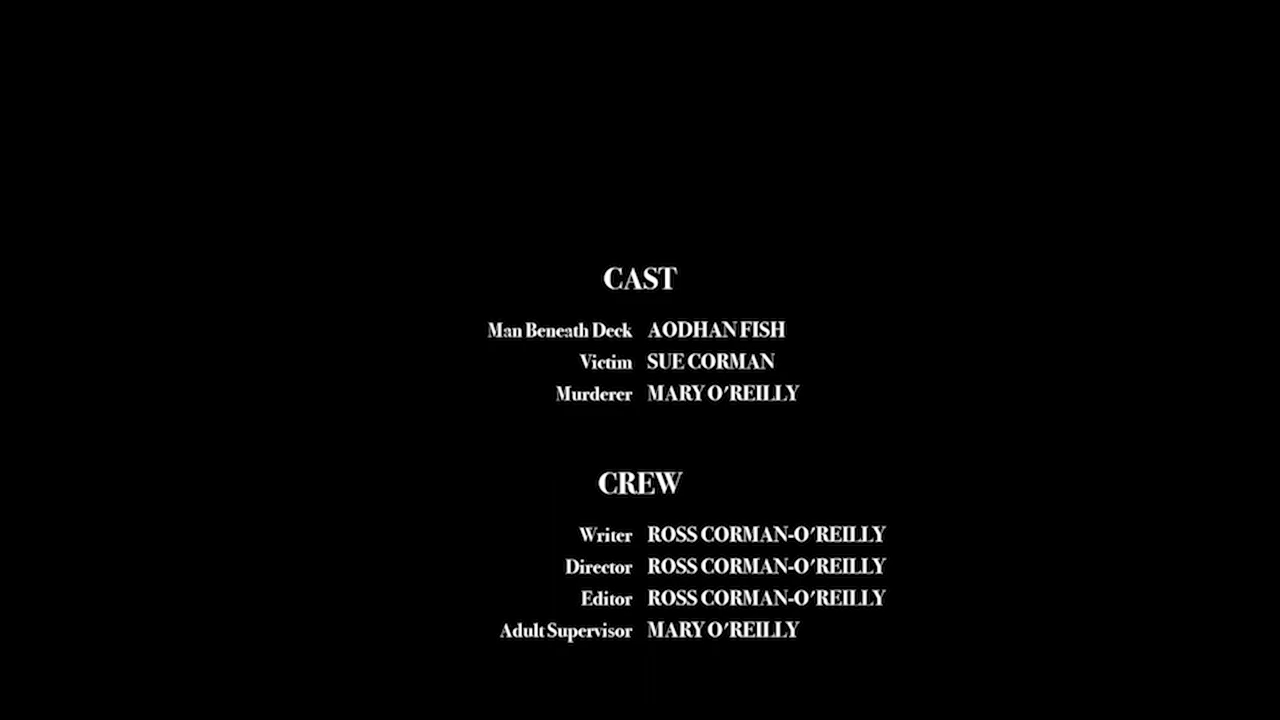 CAST
Man Beneath Deck AODHAN FISH
Victim SUE CORMAN
Murderer MARY O'REILLY
CREW
Writer ROSS CORMAN-O'REILLY
Director ROSS CORMAN-O'REILLY
Editor ROSS CORMAN-O'REILLY
Adult Supervisor MARY O'REILLY